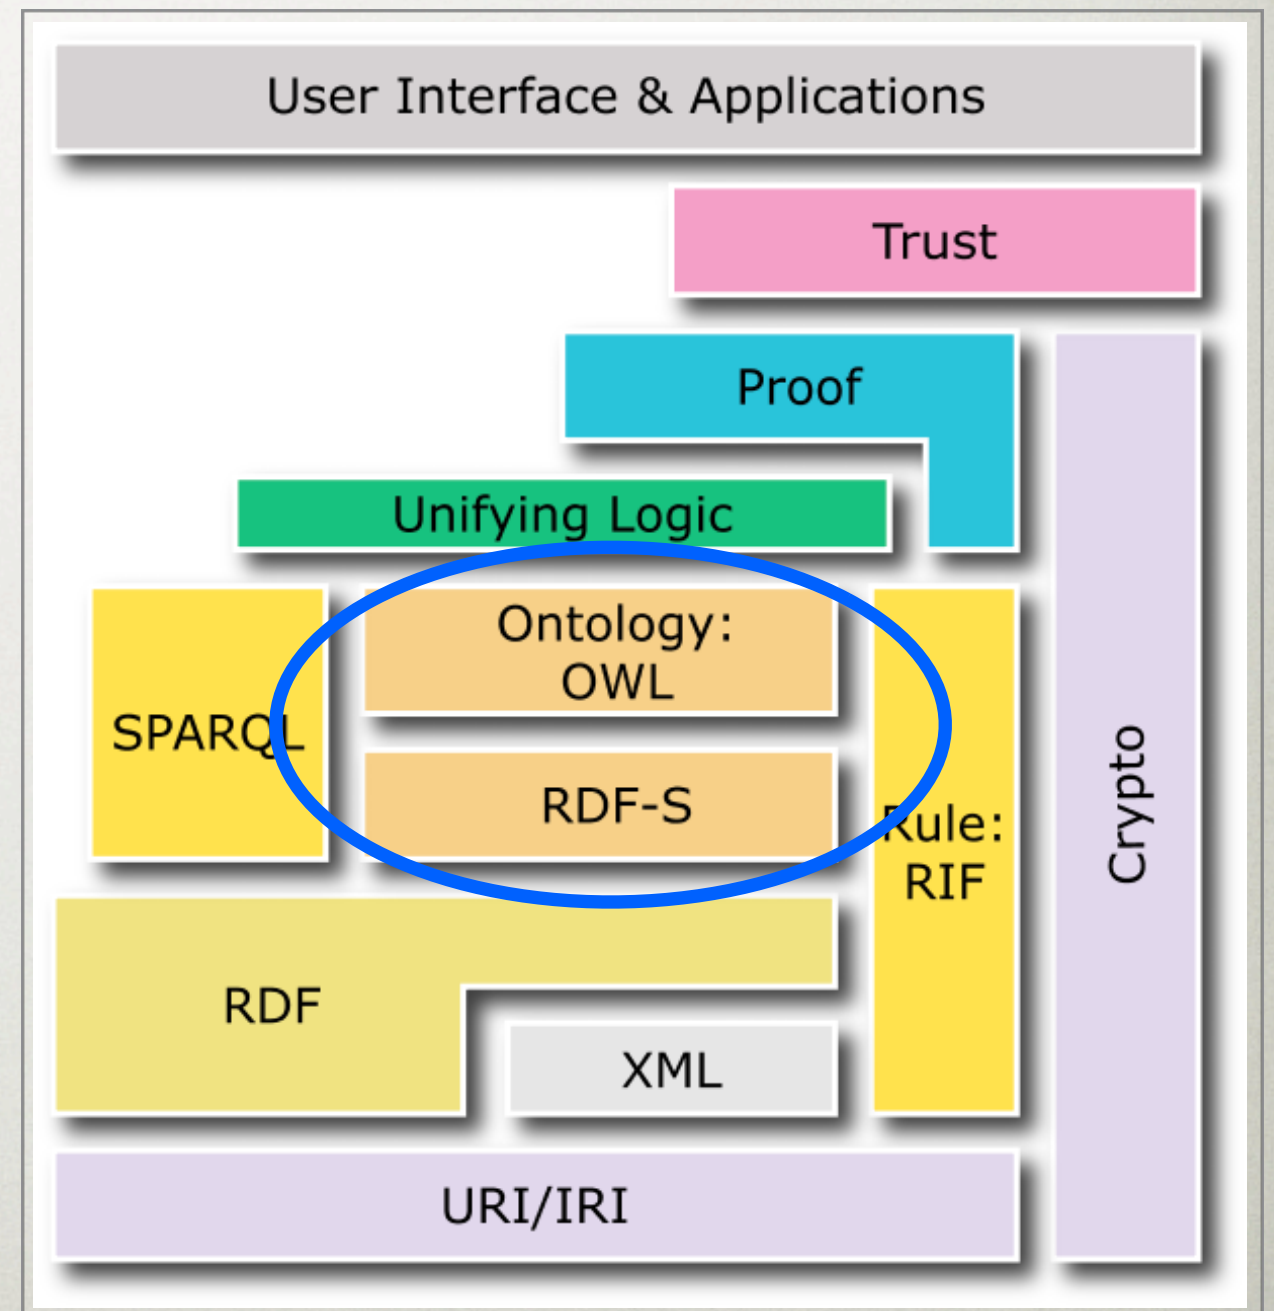 User Interface & Applications
Trust
Proof
Unifying Logic
Ontology:
OWL
SPARQL
RDF-S
Rule:
RIF
Crypto
RDF
XML
URI/IRI